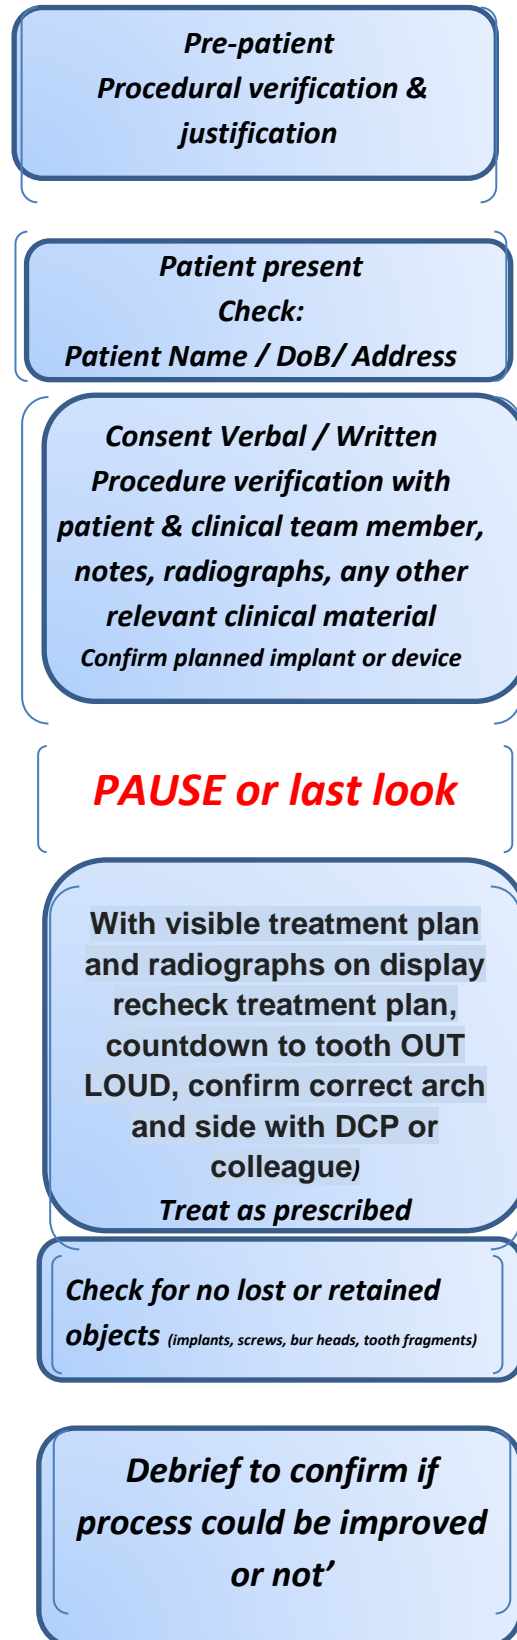 Pre-patient
Procedural verification &
justification
Patient present
Check:
Patient Name / DoB/ Address
Consent Verbal / Written
Procedure verification with
patient & clinical team member,
notes, radiographs, any other
relevant clinical material
Confirm planned implant or device
PAUSE or last look
With visible treatment plan
and radiographs on display
recheck treatment plan,
countdown to tooth OUT
LOUD, confirm correct arch
and side with DCP or
colleague)
Treat as prescribed
Check for no lost or retained
objects (implants, screws, bur heads, tooth fragments)
Debrief to confirm if
process could be improved
or not’